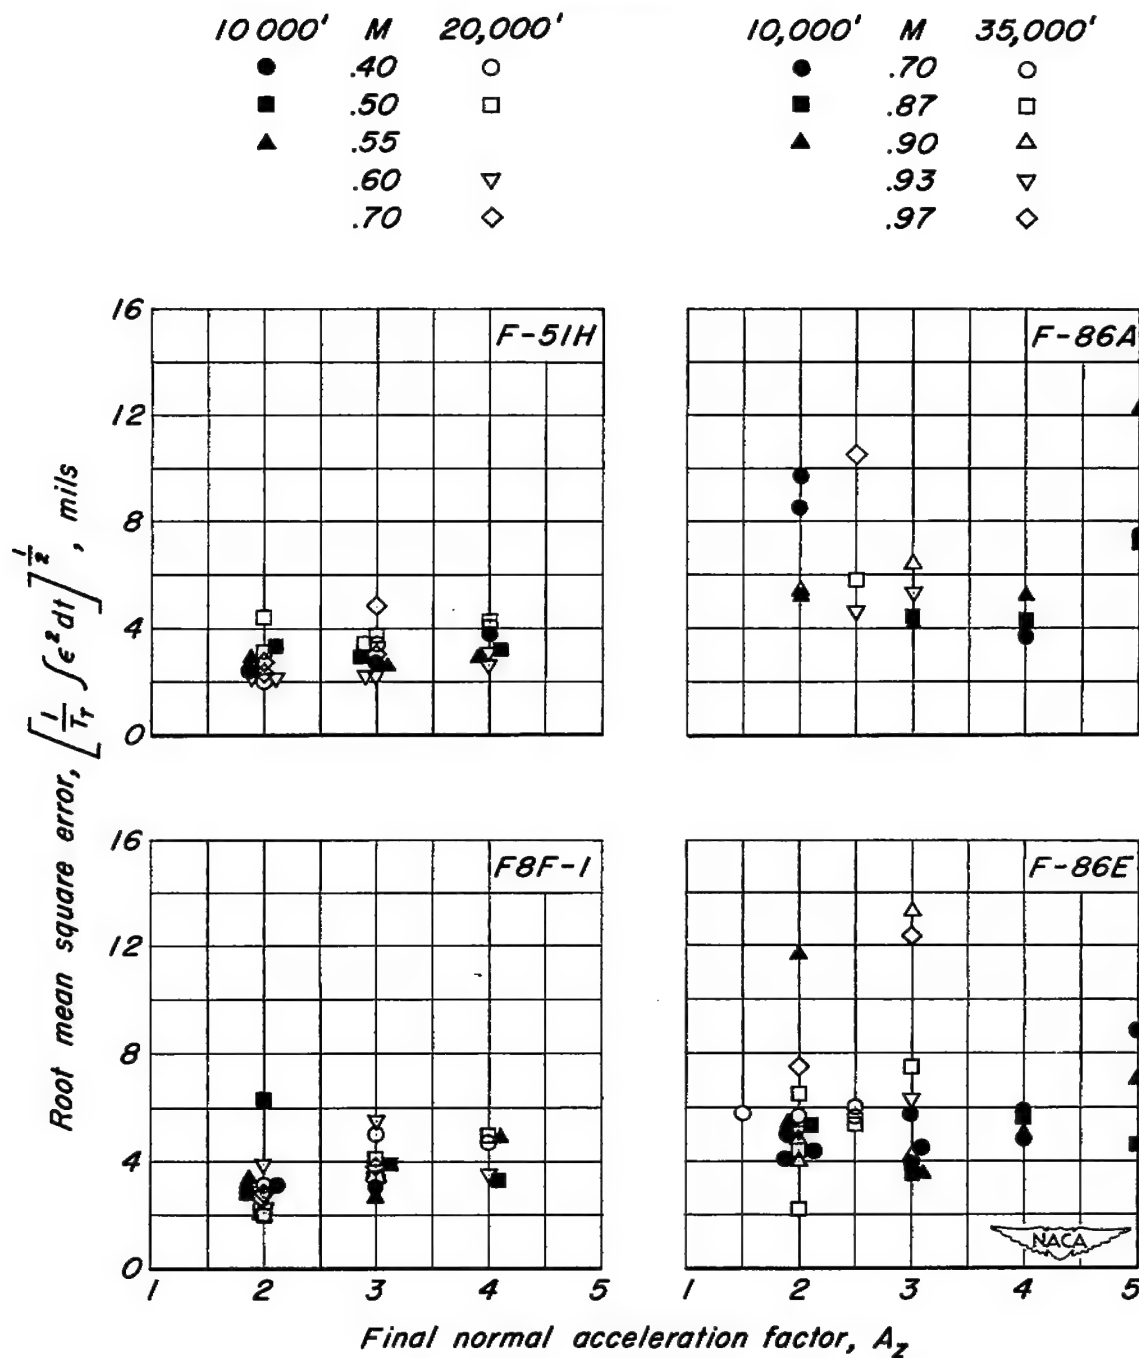 10 000' M 20,000'
.40
.50
.55
.60
.70
10,000' M 35,000'
.70
.87
.90
.93
.97
Root mean square error, [1/T_T ∫ ε² dt]^1/2, mils
16
12
8
4
0
F-51H
F-86A
16
12
8
4
0
F8F-1
F-86E
NACA
1 2 3 4 5
1 2 3 4 5
Final normal acceleration factor, A_Z